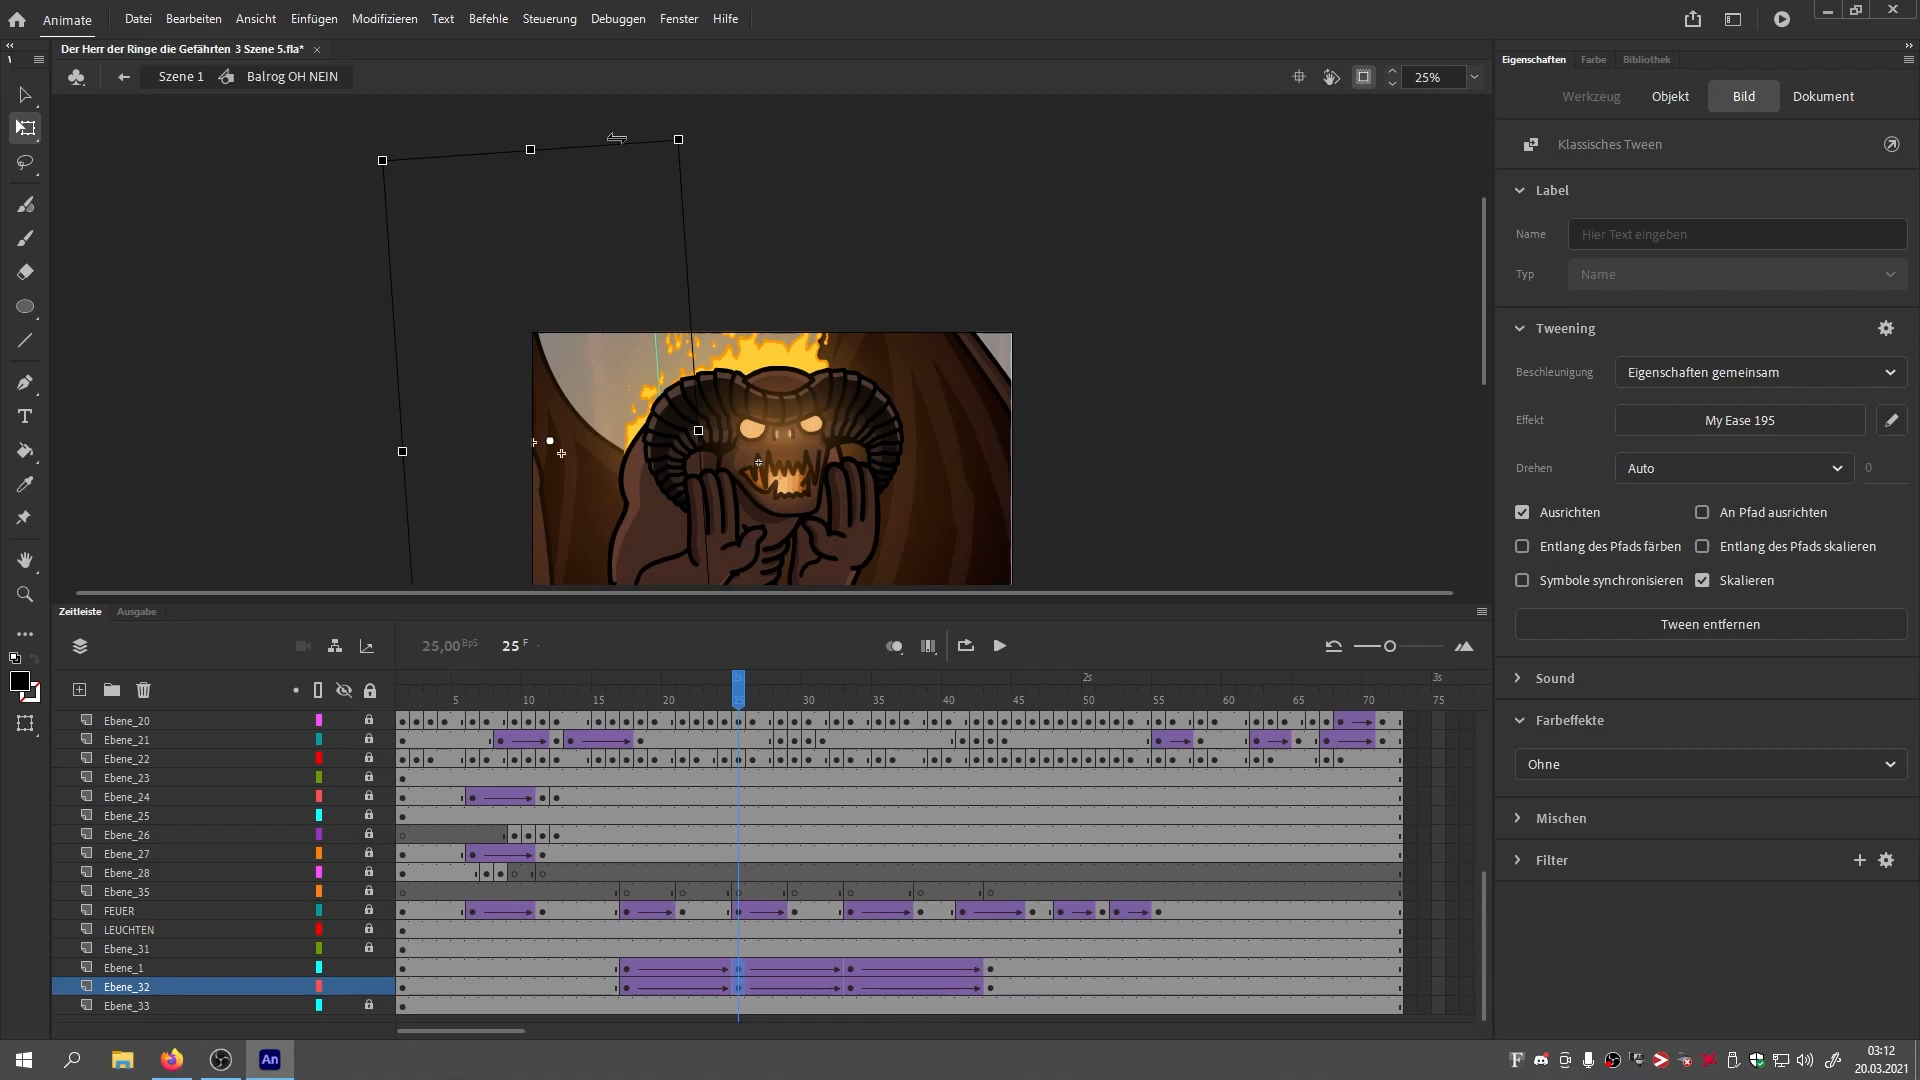 Animate Datei Bearbeiten Ansicht Einfügen Modifizieren Text Befehle Steuerung Debuggen Fenster Hilfe
Der Herr der Ringe die Gefährten 3 Szene 5.fla* ×
Szene 1 Balrog OH NEIN 25%
Eigenschaften Farbe Bibliothek
Werkzeug Objekt Bild Dokument
Klassisches Tween
Label
Name Hier Text eingeben
Typ Name
Tweening
Beschleunigung Eigenschaften gemeinsam
Effekt My Ease 195
Drehen Auto 0
Ausrichten An Pfad ausrichten
Entlang des Pfads färben Entlang des Pfads skalieren
Symbole synchronisieren Skalieren
Tween entfernen
Sound
Farbeffekte
Ohne
Mischen
Filter
Zeitleiste Ausgabe
25,00 BpS 25 F
1s 2s 3s
5 10 15 20 25 30 35 40 45 50 55 60 65 70 75
Ebene_20
Ebene_21
Ebene_22
Ebene_23
Ebene_24
Ebene_25
Ebene_26
Ebene_27
Ebene_28
Ebene_35
FEUER
LEUCHTEN
Ebene_31
Ebene_1
Ebene_32
Ebene_33
An
03:12
20.03.2021